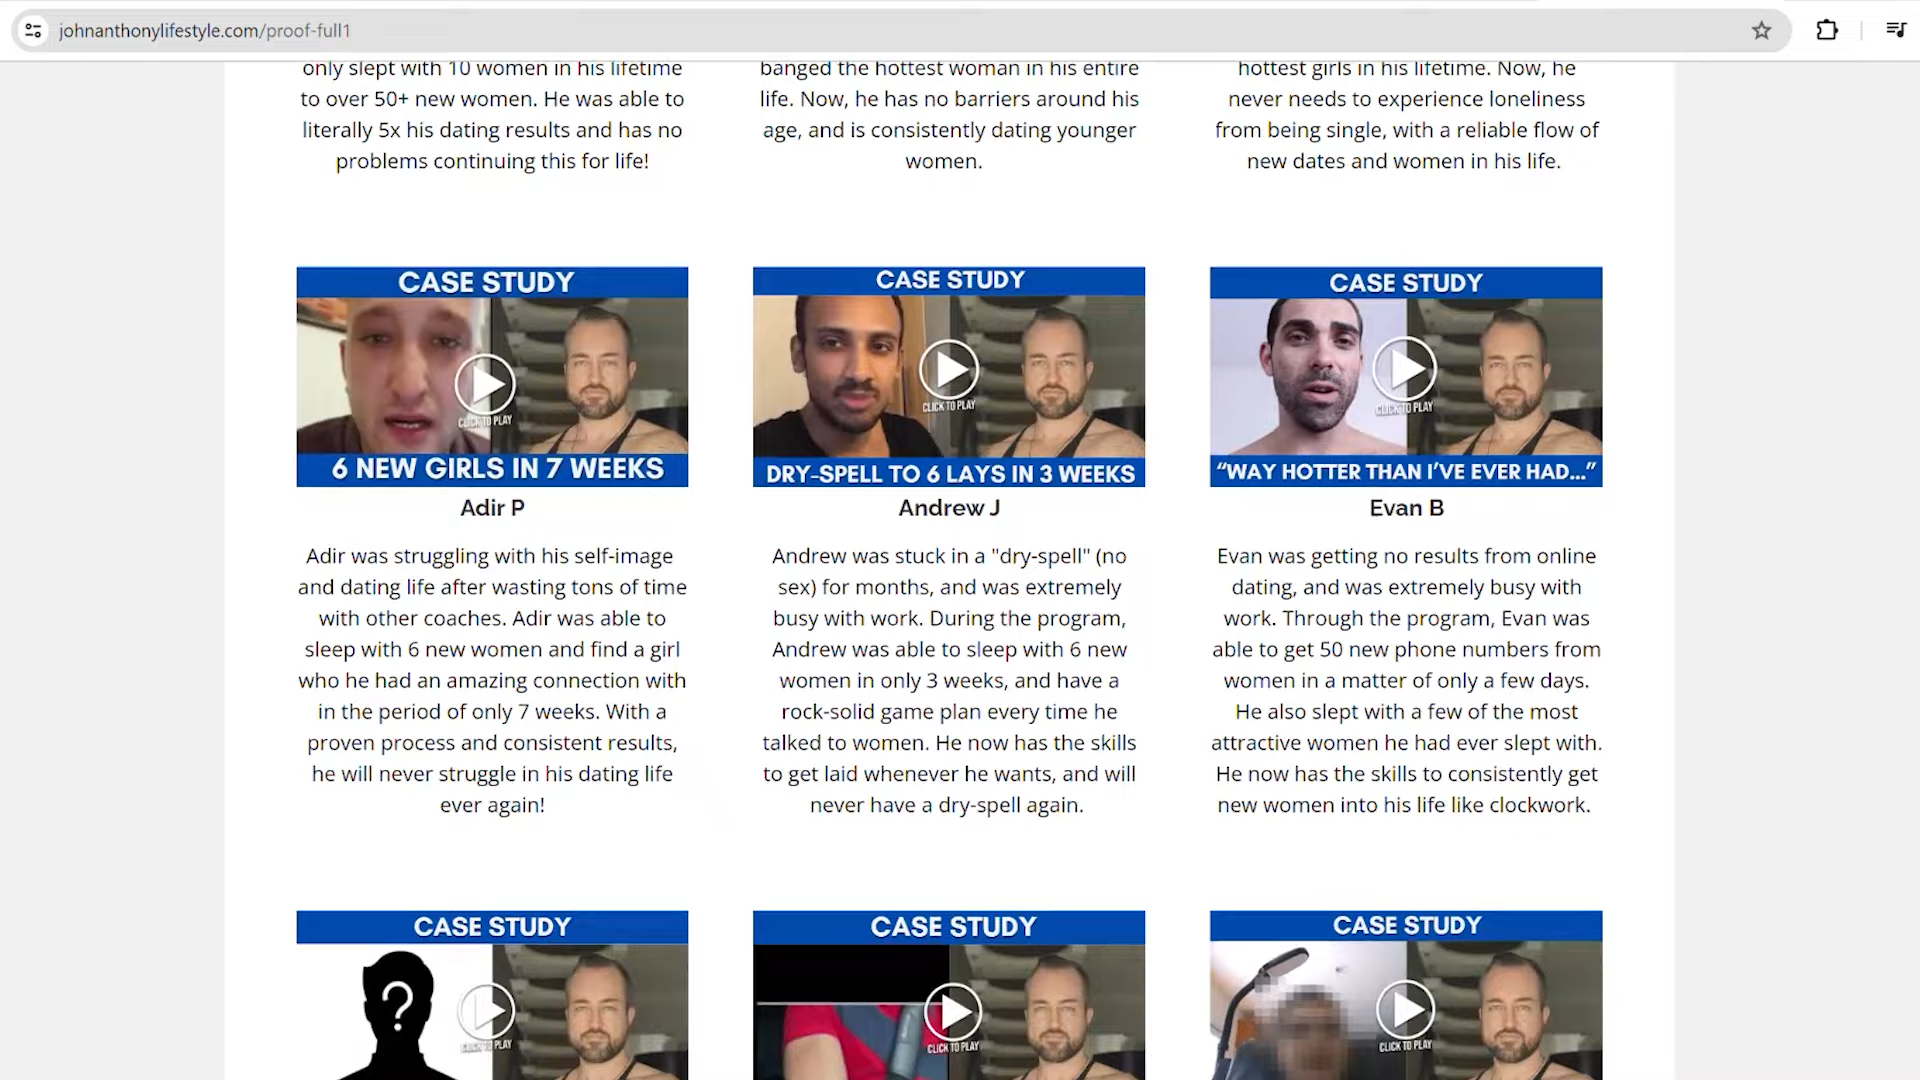 johnanthonylifestyle.com/proof-full1
only slept with 10 women in his lifetime
to over 50+ new women. He was able to
literally 5x his dating results and has no
problems continuing this for life!
banged the hottest woman in his entire
life. Now, he has no barriers around his
age, and is consistently dating younger
women.
hottest girls in his lifetime. Now, he
never needs to experience loneliness
from being single, with a reliable flow of
new dates and women in his life.
CASE STUDY
CLICK TO PLAY
6 NEW GIRLS IN 7 WEEKS
Adir P
Adir was struggling with his self-image
and dating life after wasting tons of time
with other coaches. Adir was able to
sleep with 6 new women and find a girl
who he had an amazing connection with
in the period of only 7 weeks. With a
proven process and consistent results,
he will never struggle in his dating life
ever again!
CASE STUDY
CLICK TO PLAY
DRY-SPELL TO 6 LAYS IN 3 WEEKS
Andrew J
Andrew was stuck in a "dry-spell" (no
sex) for months, and was extremely
busy with work. During the program,
Andrew was able to sleep with 6 new
women in only 3 weeks, and have a
rock-solid game plan every time he
talked to women. He now has the skills
to get laid whenever he wants, and will
never have a dry-spell again.
CASE STUDY
CLICK TO PLAY
“WAY HOTTER THAN I’VE EVER HAD...”
Evan B
Evan was getting no results from online
dating, and was extremely busy with
work. Through the program, Evan was
able to get 50 new phone numbers from
women in a matter of only a few days.
He also slept with a few of the most
attractive women he had ever slept with.
He now has the skills to consistently get
new women into his life like clockwork.
CASE STUDY
?
CLICK TO PLAY
CASE STUDY
CLICK TO PLAY
CASE STUDY
CLICK TO PLAY